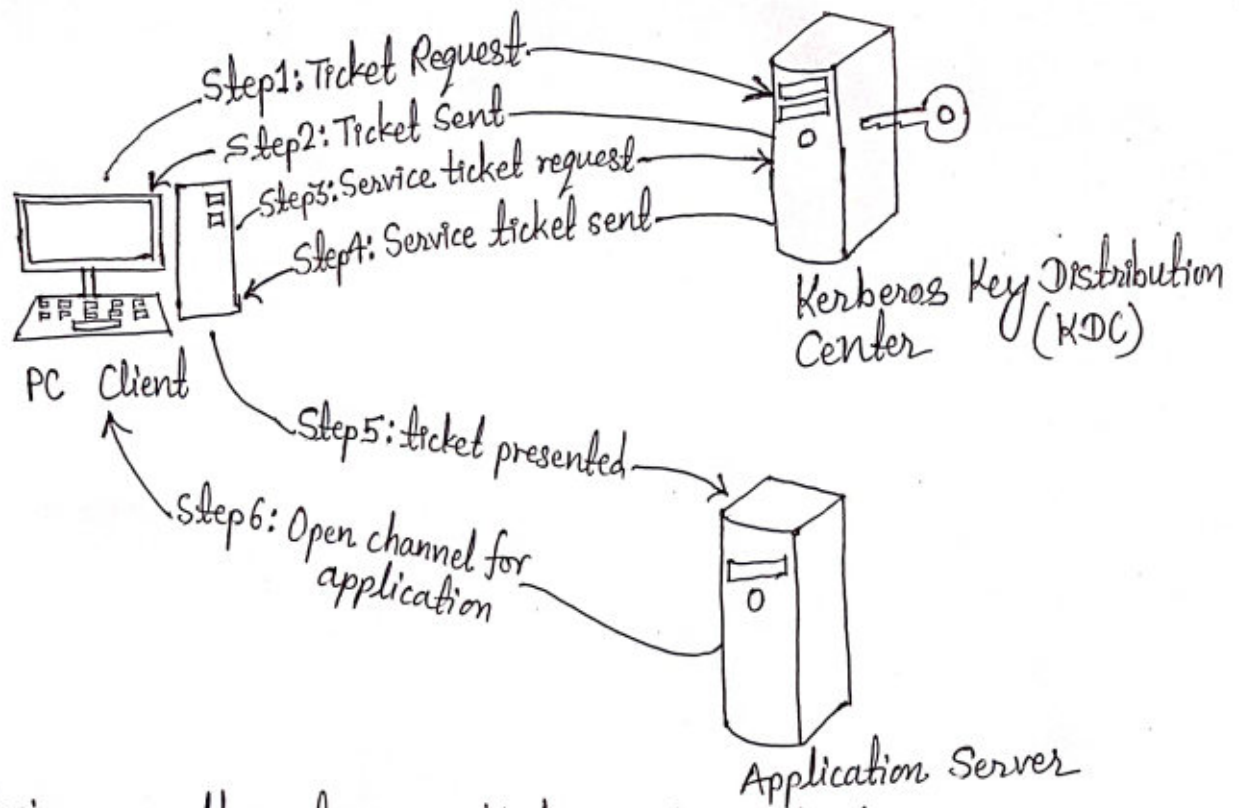 Step1: Ticket Request
Step2: Ticket Sent
Step3: Service ticket request
Step4: Service ticket sent
Kerberos Key Distribution
Center (KDC)
PC Client
Step5: ticket presented
Step6: Open channel for
application
Application Server